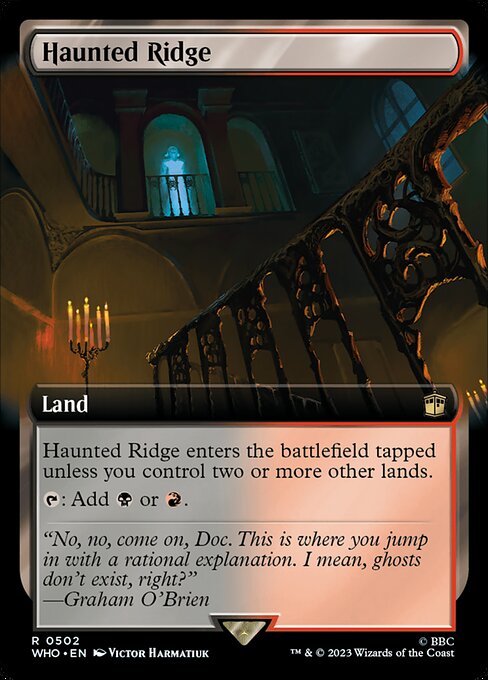 Haunted Ridge
Land
Haunted Ridge enters the battlefield tapped
unless you control two or more other lands.
: Add or .
“No, no, come on, Doc. This is where you jump
in with a rational explanation. I mean, ghosts
don’t exist, right?”
—Graham O’Brien
R 0502
WHO • EN Victor Harmatiuk
© BBC
™ & © 2023 Wizards of the Coast